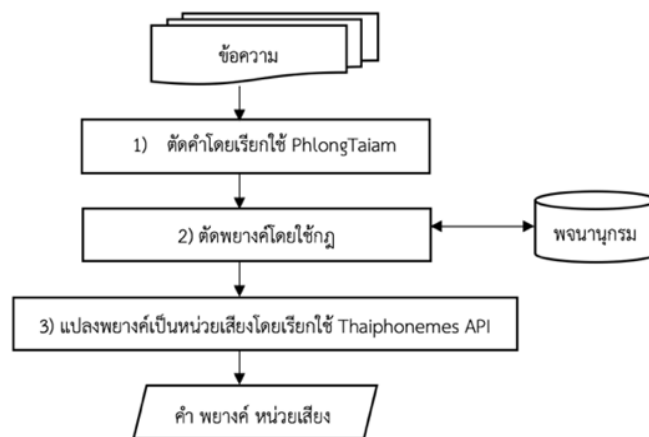 ข้อความ
1) ตัดคำโดยเรียกใช้ PhlongTaiam
2) ตัดพยางค์โดยใช้กฎ
พจนานุกรม
3) แปลงพยางค์เป็นหน่วยเสียงโดยเรียกใช้ Thaiphonemes API
คำ พยางค์ หน่วยเสียง